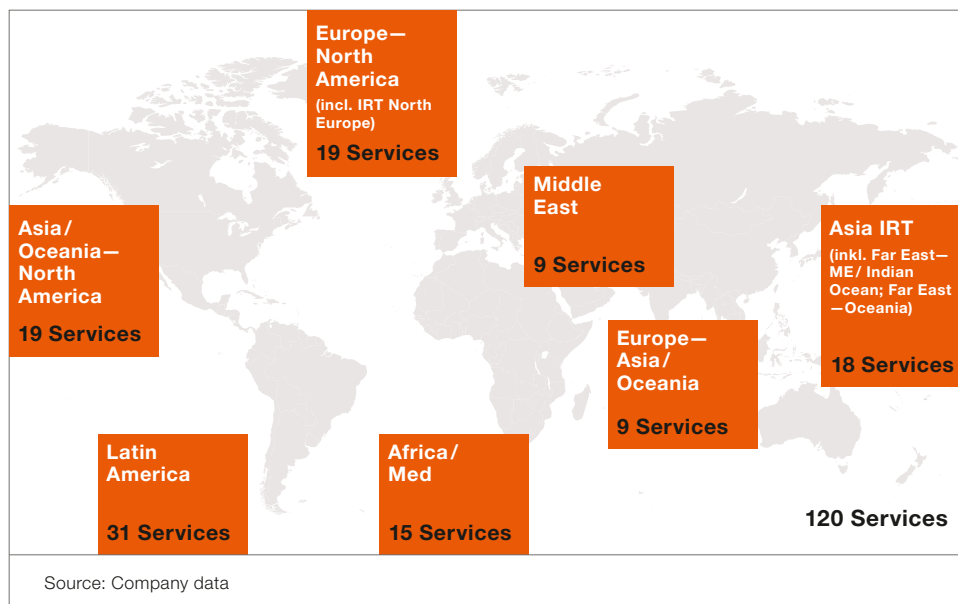 Europe—
North
America
(incl. IRT North
Europe)
19 Services
Middle
East
9 Services
Asia/
Oceania—
North
America
19 Services
Asia IRT
(inkl. Far East—
ME/ Indian
Ocean; Far East
—Oceania)
18 Services
Europe—
Asia/
Oceania
9 Services
Latin
America
31 Services
Africa/
Med
15 Services
120 Services
Source: Company data